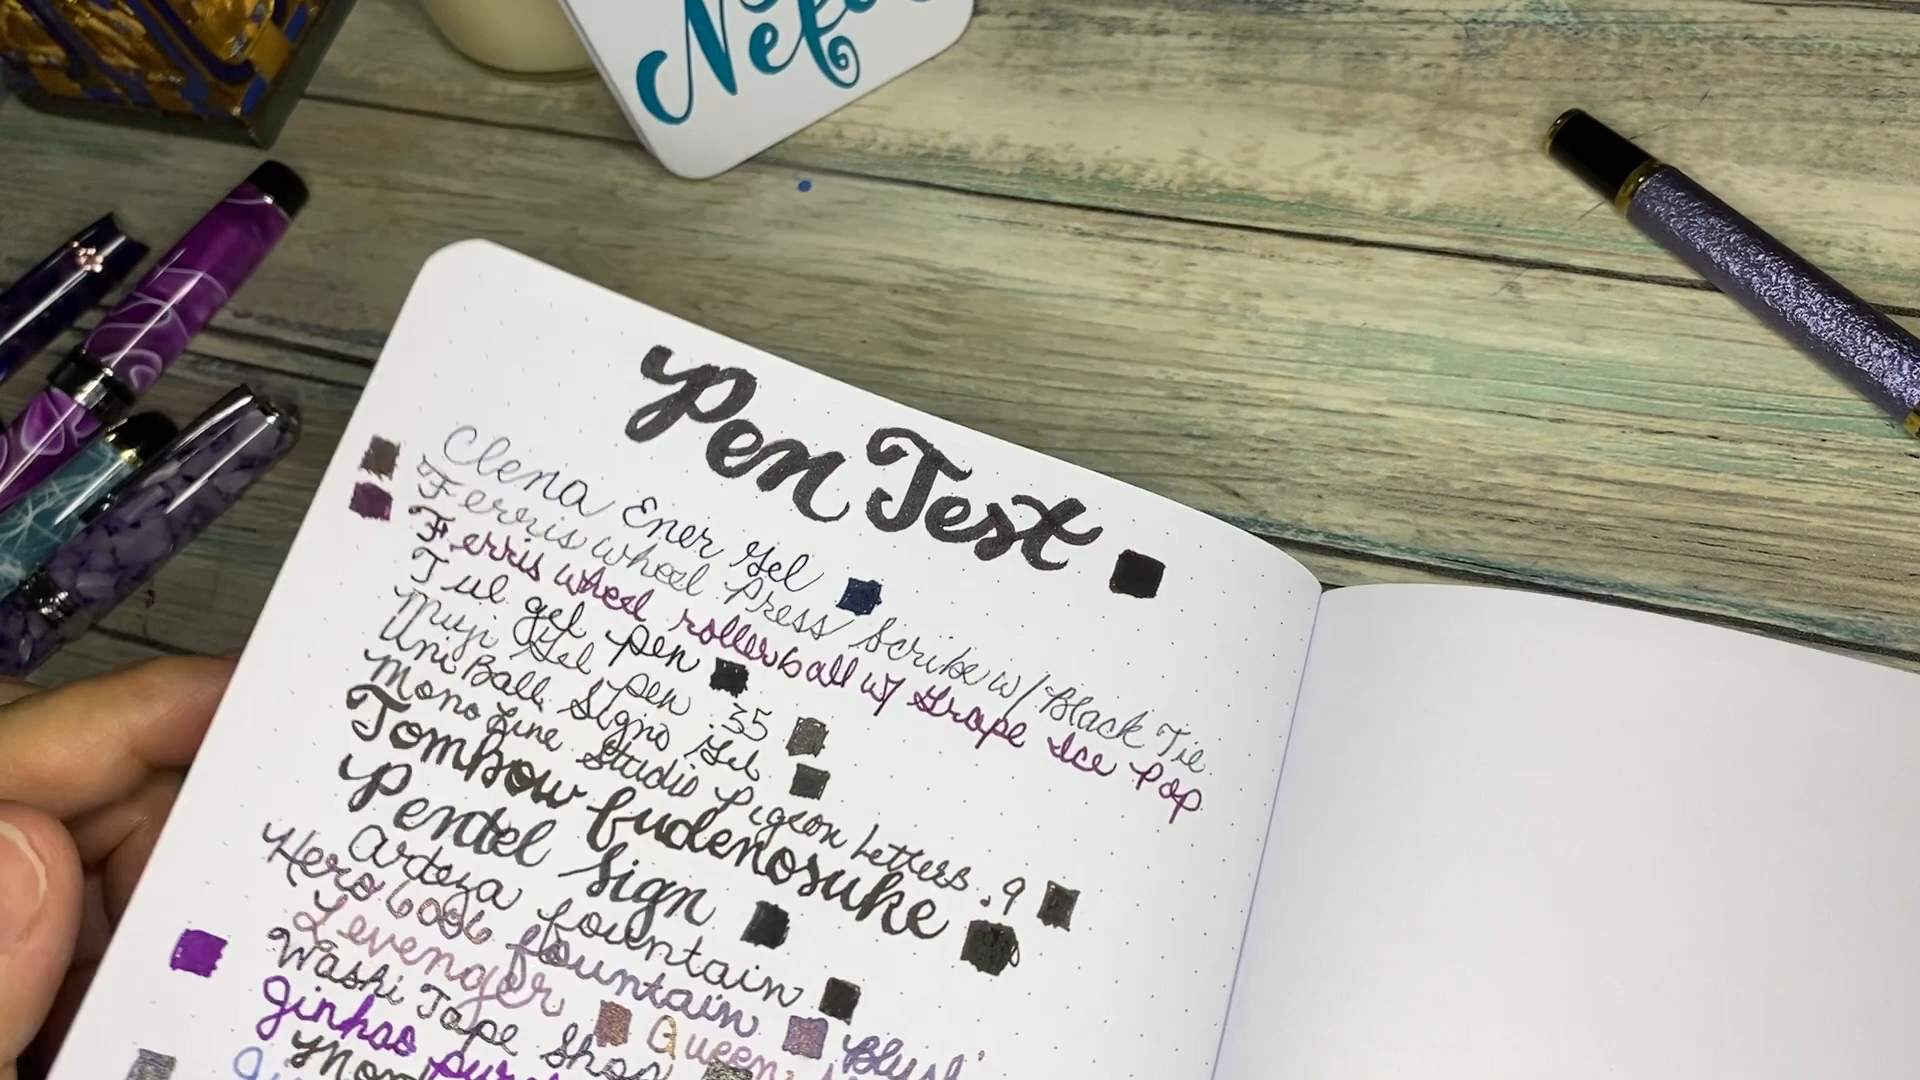 Pen Test
Clena Ener Gel
Ferris wheel Press Scribe w/ Black Tie
Ferris wheel rollerball w/ Grape Ice Pop
Tul gel pen
Muji Gel pen .35
Uni Ball Signo Gel
Mono Line Studio Pigeon Letters .9
Tombow fudenosuke
Pentel Sign
Arteza fountain
Hero 6006 fountain
Levenger Queen
Washi Tape Shop
Jinhao